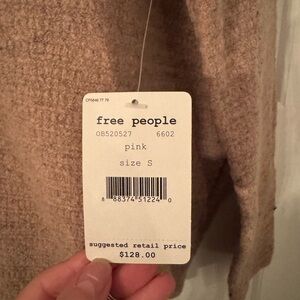 free people
OB520527 6602
pink
size S
8 88374 51224 0
suggested retail price
$128.00